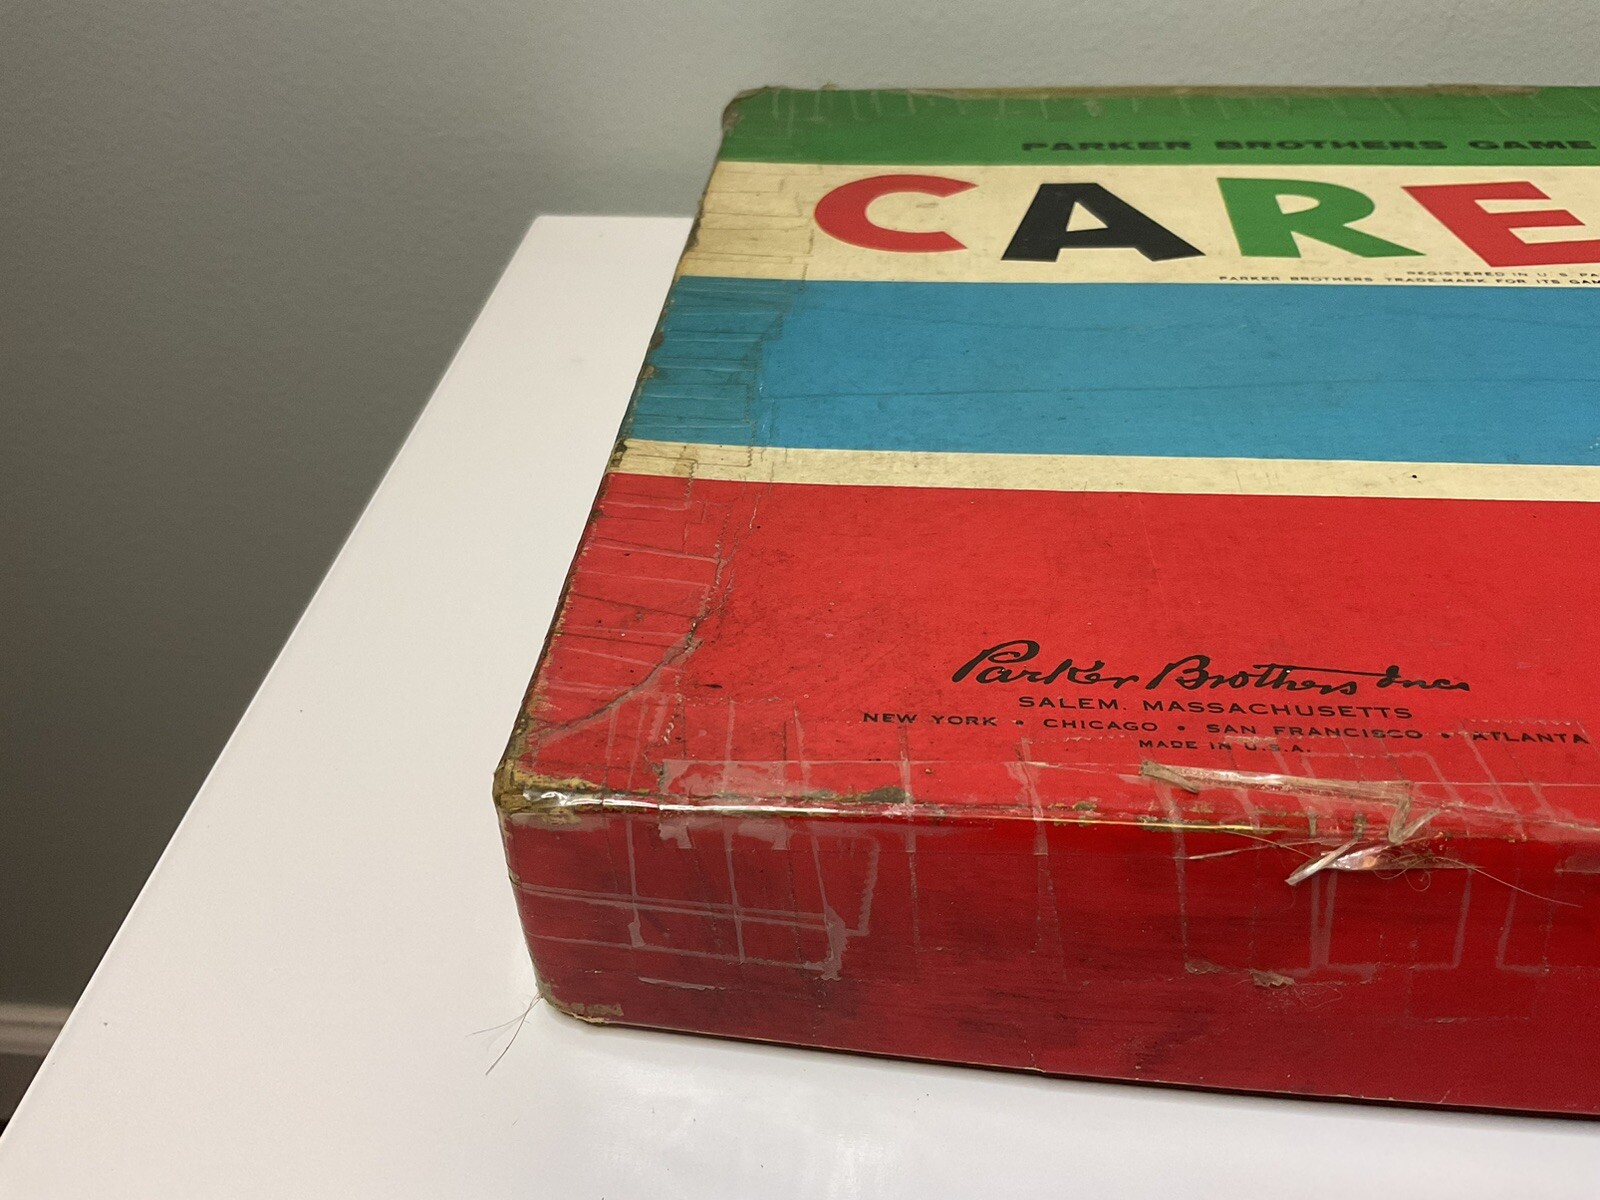 PARKER BROTHERS GAME
CARE
REGISTERED IN U. S. PA
PARKER BROTHERS TRADE-MARK FOR ITS GAM
Parker Brothers Inc
SALEM, MASSACHUSETTS
NEW YORK • CHICAGO • SAN FRANCISCO • ATLANTA
MADE IN U.S.A.